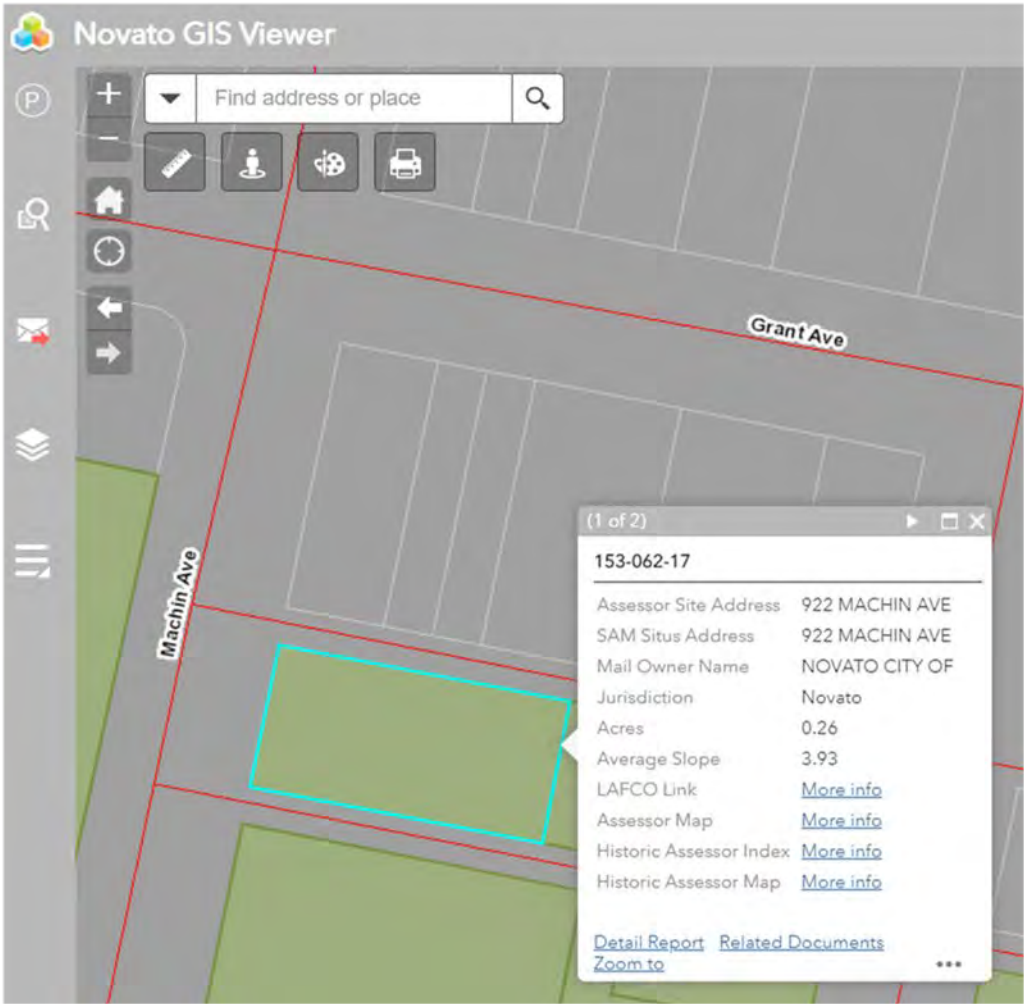 Novato GIS Viewer
P
Find address or place
Grant Ave
Machin Ave
(1 of 2)
153-062-17
Assessor Site Address 922 MACHIN AVE
SAM Situs Address 922 MACHIN AVE
Mail Owner Name NOVATO CITY OF
Jurisdiction Novato
Acres 0.26
Average Slope 3.93
LAFCO Link More info
Assessor Map More info
Historic Assessor Index More info
Historic Assessor Map More info
Detail Report Related Documents
Zoom to